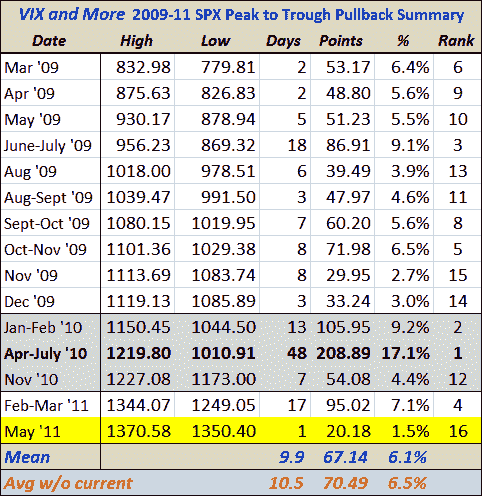 VIX and More 2009-11 SPX Peak to Trough Pullback Summary
Date High Low Days Points % Rank
Mar '09 832.98 779.81 2 53.17 6.4% 6
Apr '09 875.63 826.83 2 48.80 5.6% 9
May '09 930.17 878.94 5 51.23 5.5% 10
June-July '09 956.23 869.32 18 86.91 9.1% 3
Aug '09 1018.00 978.51 6 39.49 3.9% 13
Aug-Sept '09 1039.47 991.50 3 47.97 4.6% 11
Sept-Oct '09 1080.15 1019.95 7 60.20 5.6% 8
Oct-Nov '09 1101.36 1029.38 8 71.98 6.5% 5
Nov '09 1113.69 1083.74 8 29.95 2.7% 15
Dec '09 1119.13 1085.89 3 33.24 3.0% 14
Jan-Feb '10 1150.45 1044.50 13 105.95 9.2% 2
Apr-July '10 1219.80 1010.91 48 208.89 17.1% 1
Nov '10 1227.08 1173.00 7 54.08 4.4% 12
Feb-Mar '11 1344.07 1249.05 17 95.02 7.1% 4
May '11 1370.58 1350.40 1 20.18 1.5% 16
Mean 9.9 67.14 6.1%
Avg w/o current 10.5 70.49 6.5%